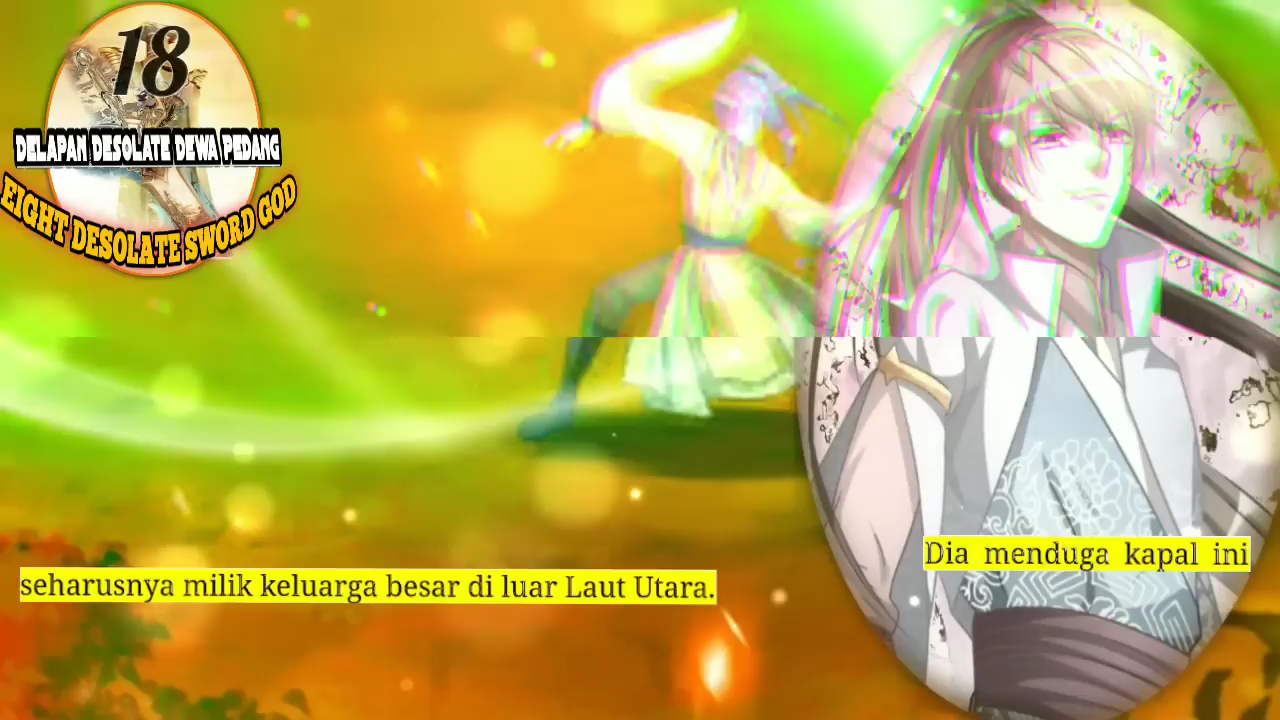 18
DELAPAN DESOLATE DEWA PEDANG
EIGHT DESOLATE SWORD GOD
Dia menduga kapal ini
seharusnya milik keluarga besar di luar Laut Utara.